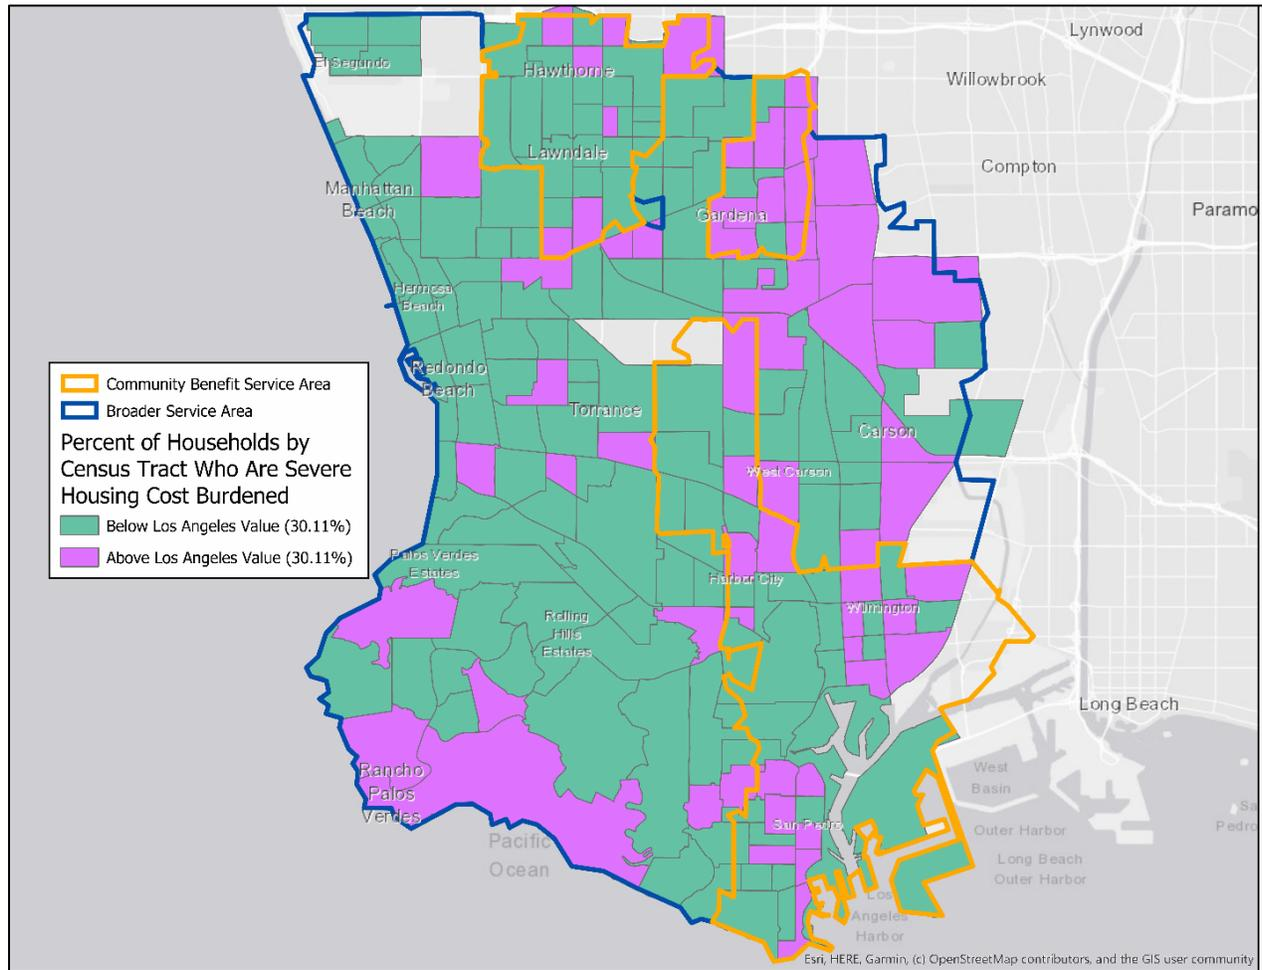 Lynwood
El Segundo
Hawthorne
Willowbrook
Lawndale
Compton
Manhattan
Beach
Gardena
Paramo
Hermosa
Beach
Redondo
Beach
Community Benefit Service Area
Broader Service Area
Percent of Households by
Census Tract Who Are Severe
Housing Cost Burdened
Below Los Angeles Value (30.11%)
Above Los Angeles Value (30.11%)
Torrance
Carson
West Carson
Palos Verdes
Estates
Harbor City
Wilmington
Rolling
Hills
Estates
Long Beach
Rancho
Palos
Verdes
West
Basin
San Pedro
Sa
Pedro
Outer Harbor
Pacific
Ocean
Long Beach
Outer Harbor
Los
Angeles
Harbor
Esri, HERE, Garmin, (c) OpenStreetMap contributors, and the GIS user community